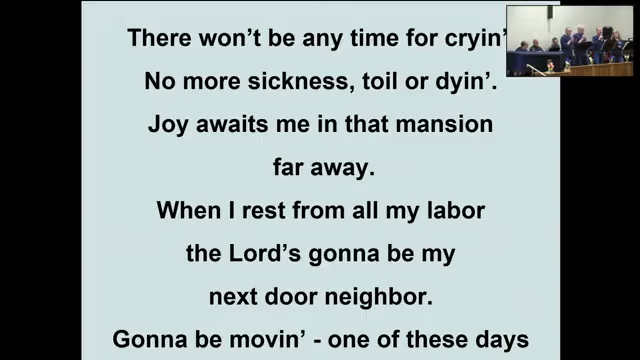 There won't be any time for cryin'
No more sickness, toil or dyin'.
Joy awaits me in that mansion
far away.
When I rest from all my labor
the Lord's gonna be my
next door neighbor.
Gonna be movin' - one of these days